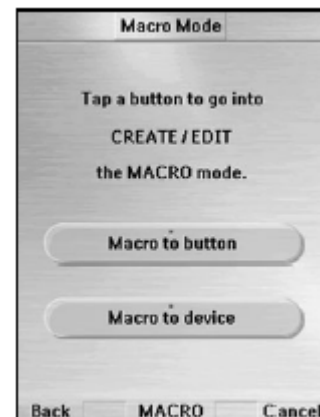 Macro Mode
Tap a button to go into
CREATE / EDIT
the MACRO mode.
Macro to button
Macro to device
Back MACRO Cancel